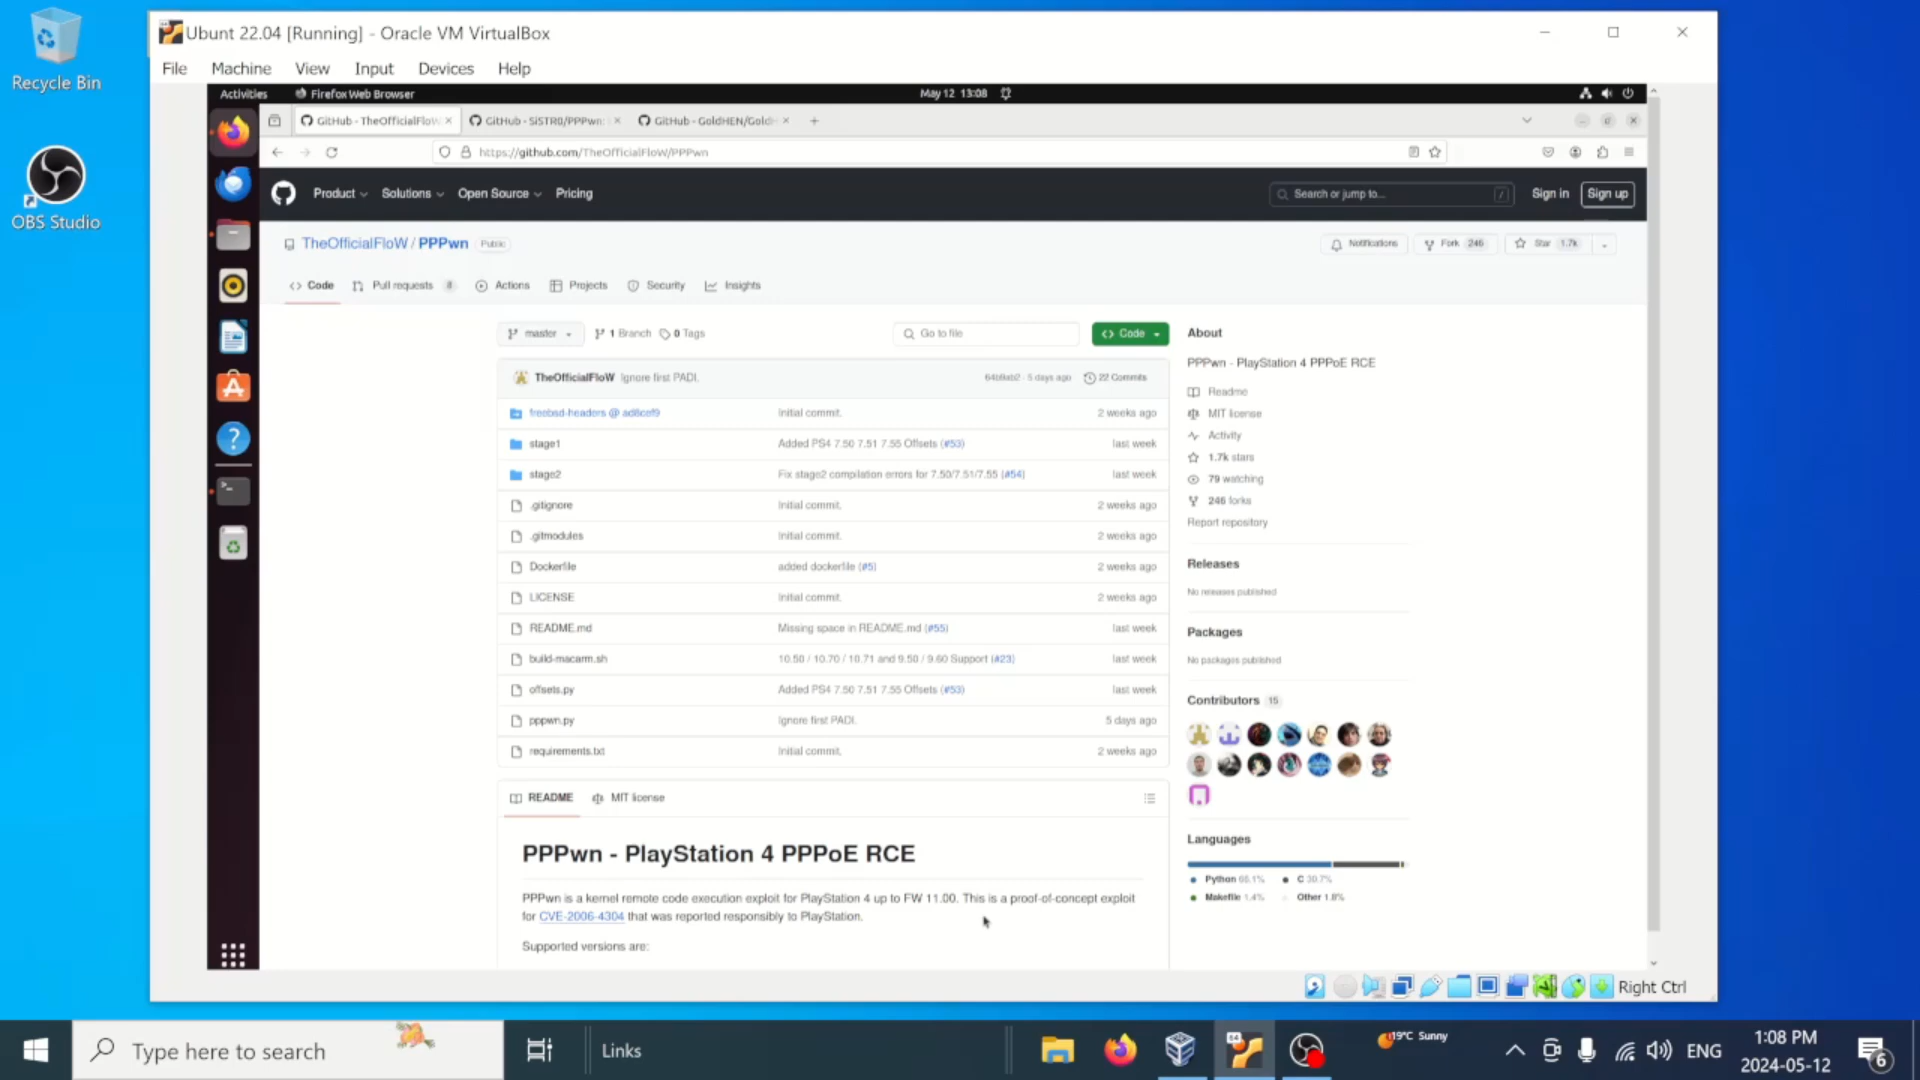 Recycle Bin
OBS Studio
Ubunt 22.04 [Running] - Oracle VM VirtualBox
File Machine View Input Devices Help
Activities Firefox Web Browser May 12 13:08
GitHub - TheOfficialFloW GitHub - SiSTR0/PPPwn: GitHub - GoldHEN/Gold
https://github.com/TheOfficialFloW/PPPwn
Product Solutions Open Source Pricing Search or jump to... / Sign in Sign up
TheOfficialFloW / PPPwn Public Notifications Fork 246 Star 1.7k
Code Pull requests 8 Actions Projects Security Insights
master 1 Branch 0 Tags Go to file Code
TheOfficialFloW Ignore first PADI. 5 days ago 22 Commits
freebsd-headers @ ad8cef9 Initial commit. 2 weeks ago
stage1 Added PS4 7.50 7.51 7.55 Offsets (#53) last week
stage2 Fix stage2 compilation errors for 7.50/7.51/7.55 (#54) last week
.gitignore Initial commit. 2 weeks ago
.gitmodules Initial commit. 2 weeks ago
Dockerfile added dockerfile (#5) 2 weeks ago
LICENSE Initial commit. 2 weeks ago
README.md Missing space in README.md (#55) last week
build-macarm.sh 10.50 / 10.70 / 10.71 and 9.50 / 9.60 Support (#23) last week
offsets.py Added PS4 7.50 7.51 7.55 Offsets (#53) last week
pppwn.py Ignore first PADI. 5 days ago
requirements.txt Initial commit. 2 weeks ago
README MIT license
PPPwn - PlayStation 4 PPPoE RCE
PPPwn is a kernel remote code execution exploit for PlayStation 4 up to FW 11.00. This is a proof-of-concept exploit
for CVE-2006-4304 that was reported responsibly to PlayStation.
Supported versions are:
About
PPPwn - PlayStation 4 PPPoE RCE
Readme
MIT license
Activity
1.7k stars
79 watching
246 forks
Report repository
Releases
No releases published
Packages
No packages published
Contributors 15
Languages
Python 66.1% C 30.7%
Makefile 1.4% Other 1.8%
Right Ctrl
Type here to search
Links
19°C Sunny
ENG
1:08 PM
2024-05-12
6